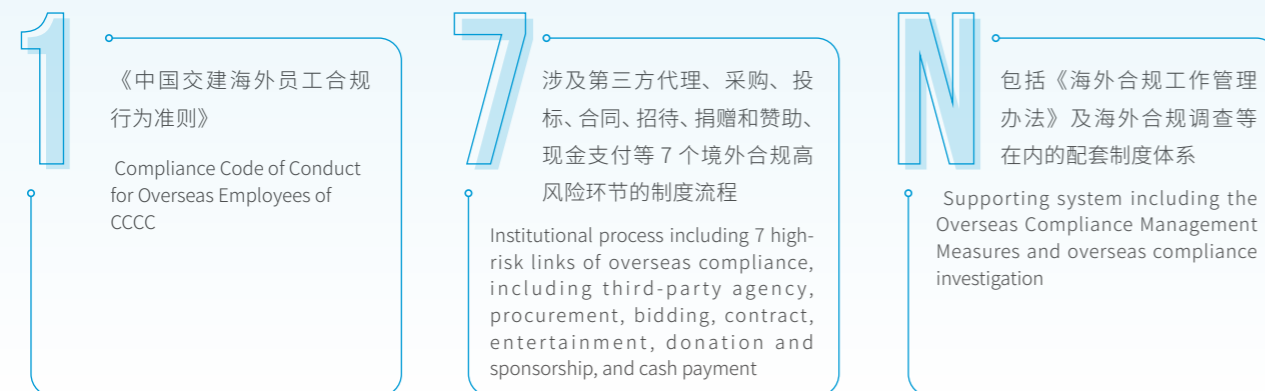 1
《中国交建海外员工合规
行为准则》
Compliance Code of Conduct
for Overseas Employees of
CCCC
7
涉及第三方代理、采购、投
标、合同、招待、捐赠和赞助、
现金支付等 7 个境外合规高
风险环节的制度流程
Institutional process including 7 high-
risk links of overseas compliance,
including third-party agency,
procurement, bidding, contract,
entertainment, donation and
sponsorship, and cash payment
N
包括《海外合规工作管理
办法》及海外合规调查等
在内的配套制度体系
Supporting system including the
Overseas Compliance Management
Measures and overseas compliance
investigation